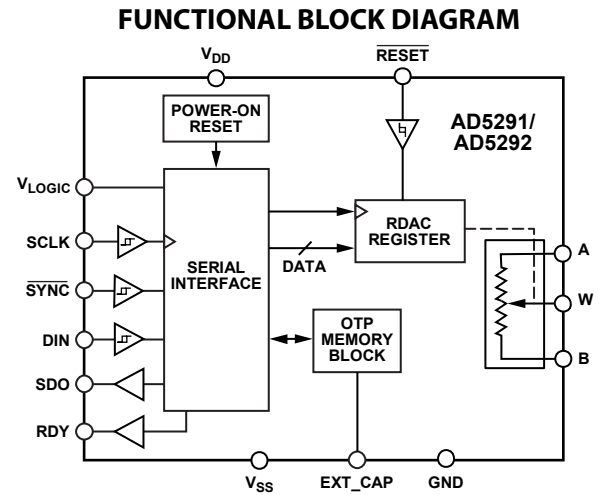 FUNCTIONAL BLOCK DIAGRAM
VDD
RESET
POWER-ON
RESET
AD5291/
AD5292
VLOGIC
SCLK
SYNC
DIN
SDO
RDY
SERIAL
INTERFACE
DATA
RDAC
REGISTER
OTP
MEMORY
BLOCK
A
W
B
VSS
EXT_CAP
GND